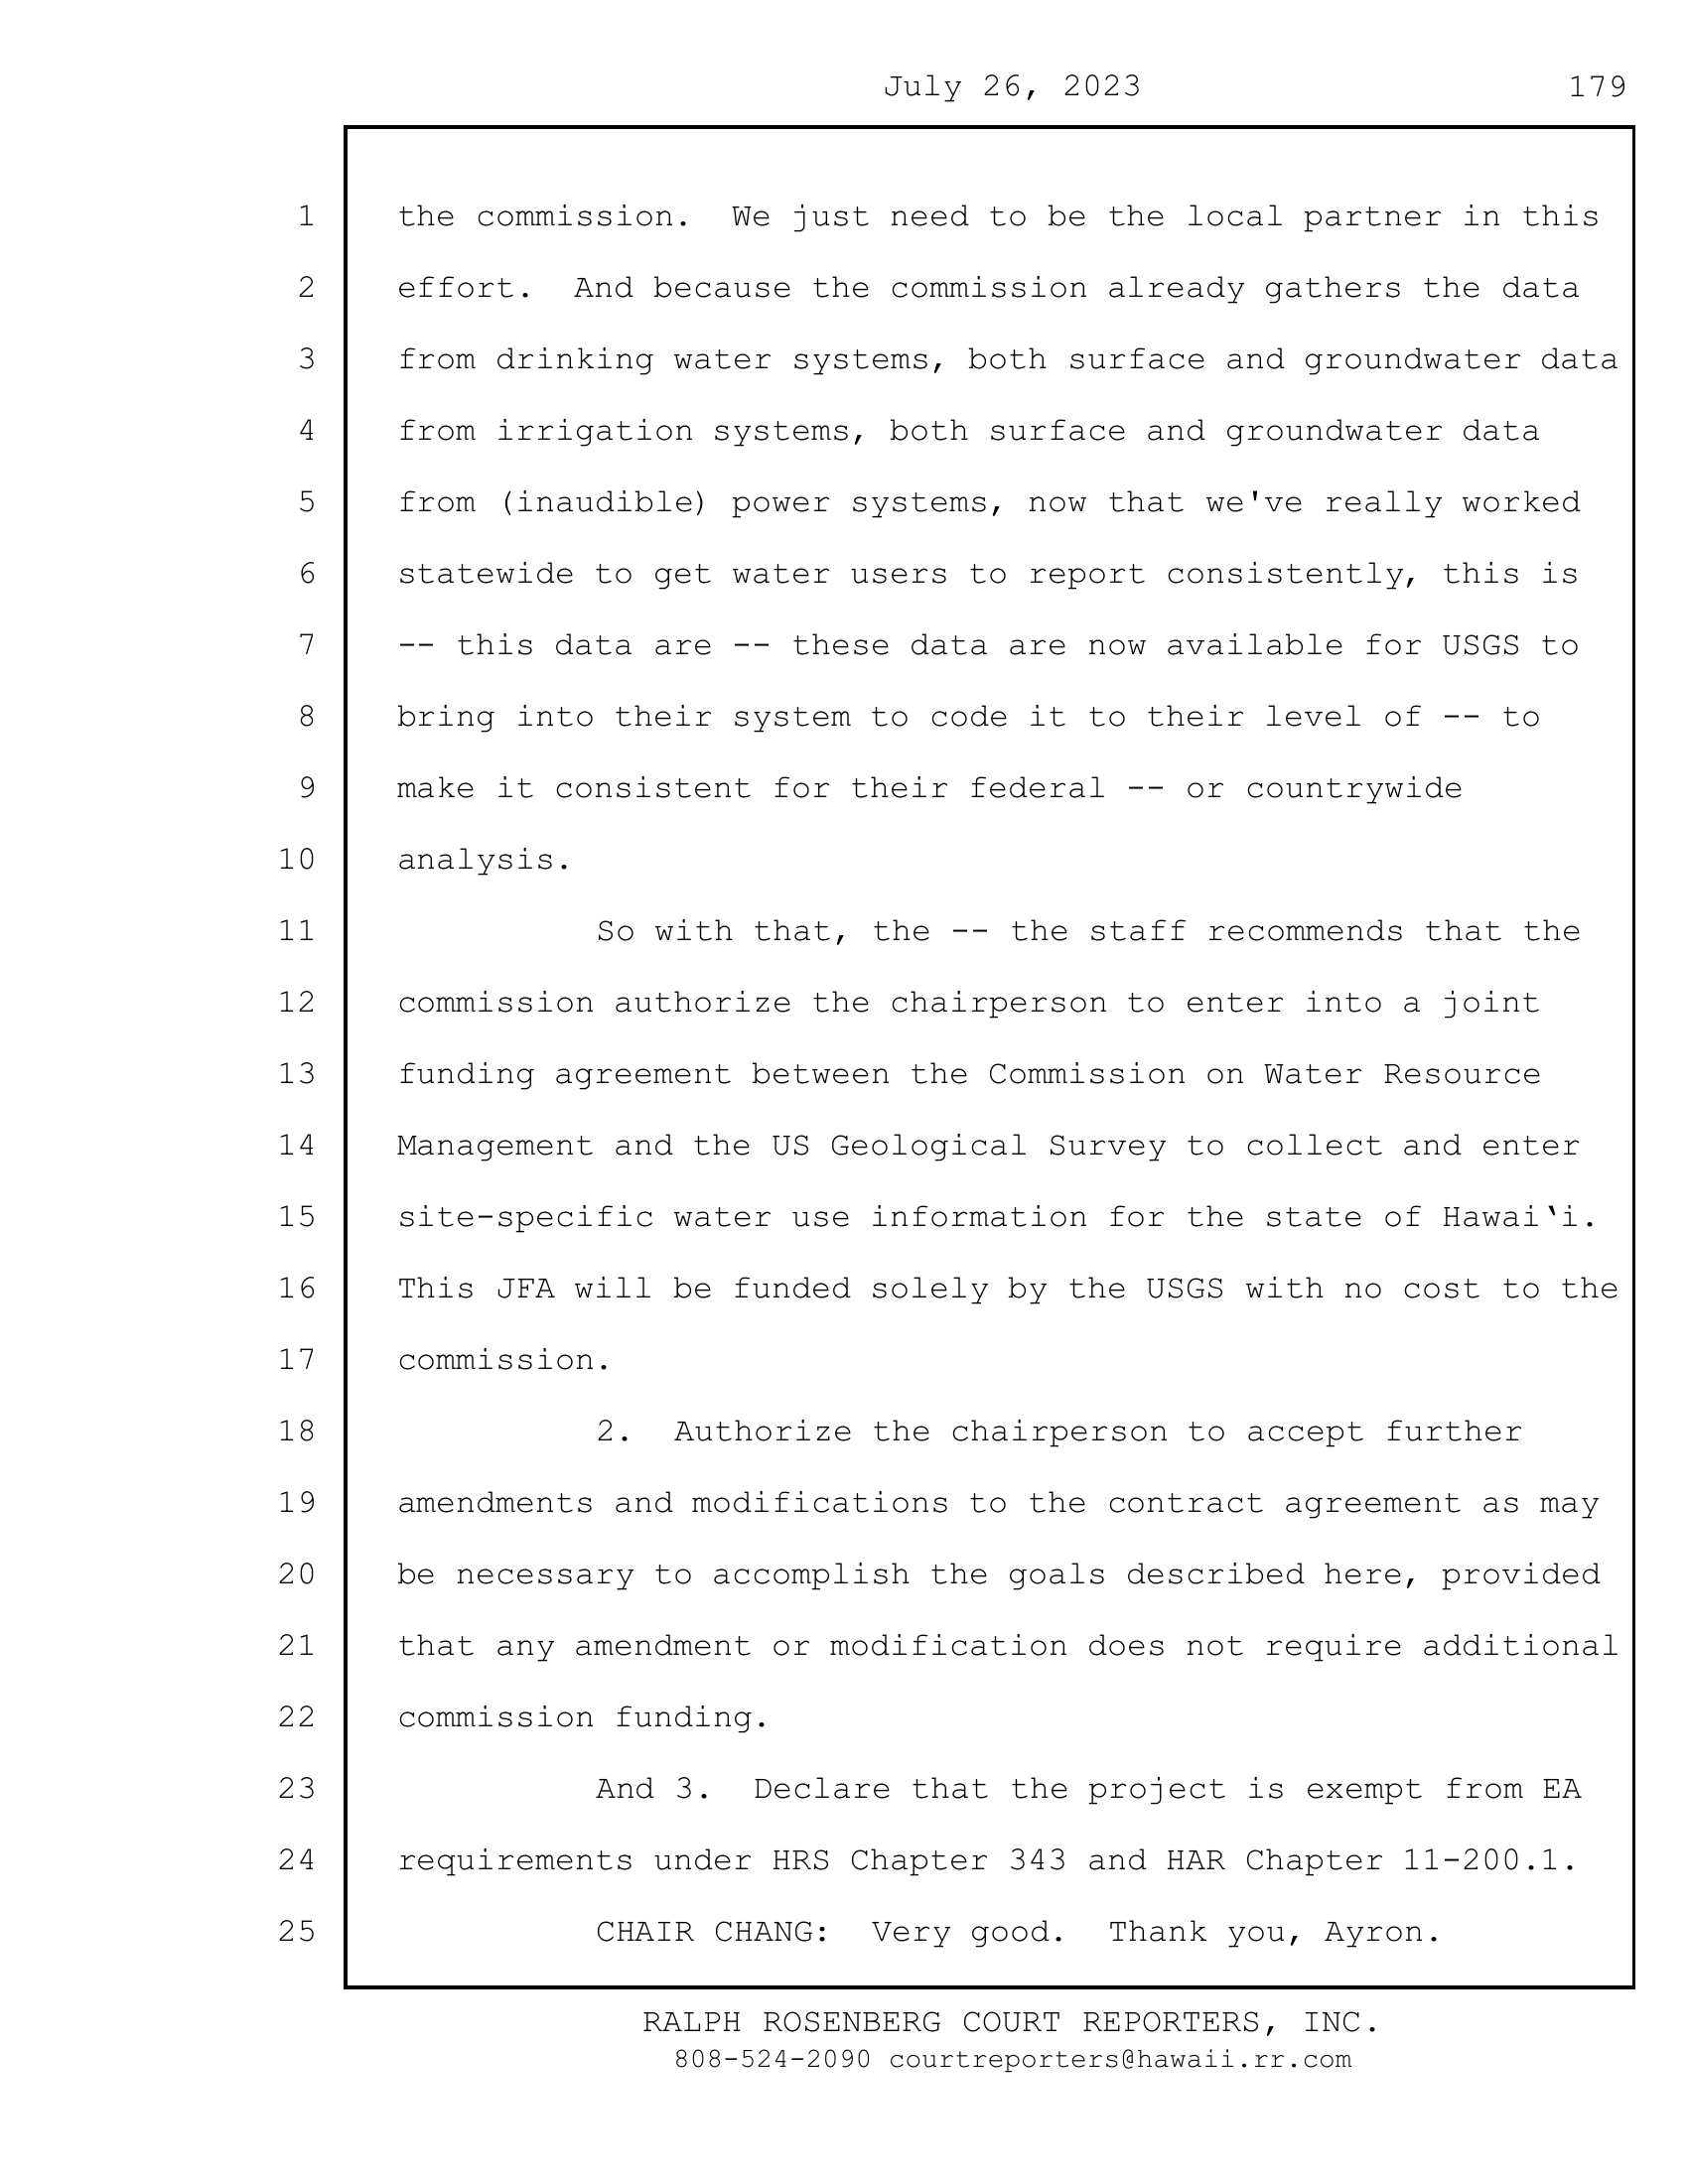 July 26, 2023 179
1 the commission.  We just need to be the local partner in this
2 effort.  And because the commission already gathers the data
3 from drinking water systems, both surface and groundwater data
4 from irrigation systems, both surface and groundwater data
5 from (inaudible) power systems, now that we've really worked
6 statewide to get water users to report consistently, this is
7 -- this data are -- these data are now available for USGS to
8 bring into their system to code it to their level of -- to
9 make it consistent for their federal -- or countrywide
10 analysis.
11 So with that, the -- the staff recommends that the
12 commission authorize the chairperson to enter into a joint
13 funding agreement between the Commission on Water Resource
14 Management and the US Geological Survey to collect and enter
15 site-specific water use information for the state of Hawai‛i.
16 This JFA will be funded solely by the USGS with no cost to the
17 commission.
18 2.  Authorize the chairperson to accept further
19 amendments and modifications to the contract agreement as may
20 be necessary to accomplish the goals described here, provided
21 that any amendment or modification does not require additional
22 commission funding.
23 And 3.  Declare that the project is exempt from EA
24 requirements under HRS Chapter 343 and HAR Chapter 11-200.1.
25 CHAIR CHANG:  Very good.  Thank you, Ayron.
RALPH ROSENBERG COURT REPORTERS, INC.
808-524-2090 courtreporters@hawaii.rr.com